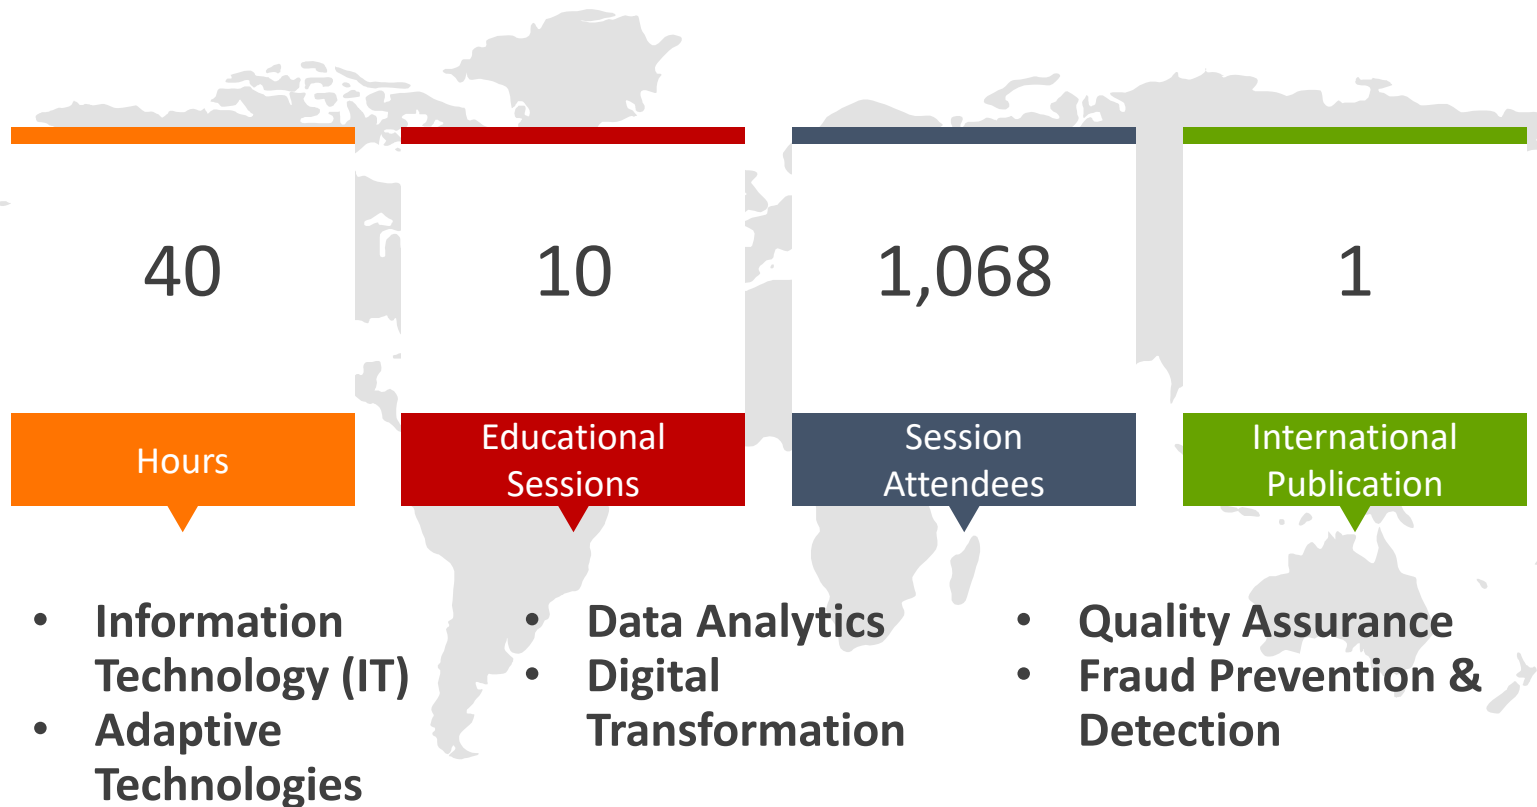 40
Hours
10
Educational
Sessions
1,068
Session
Attendees
1
International
Publication
• Information
Technology (IT)
• Adaptive
Technologies
• Data Analytics
• Digital
Transformation
• Quality Assurance
• Fraud Prevention &
Detection